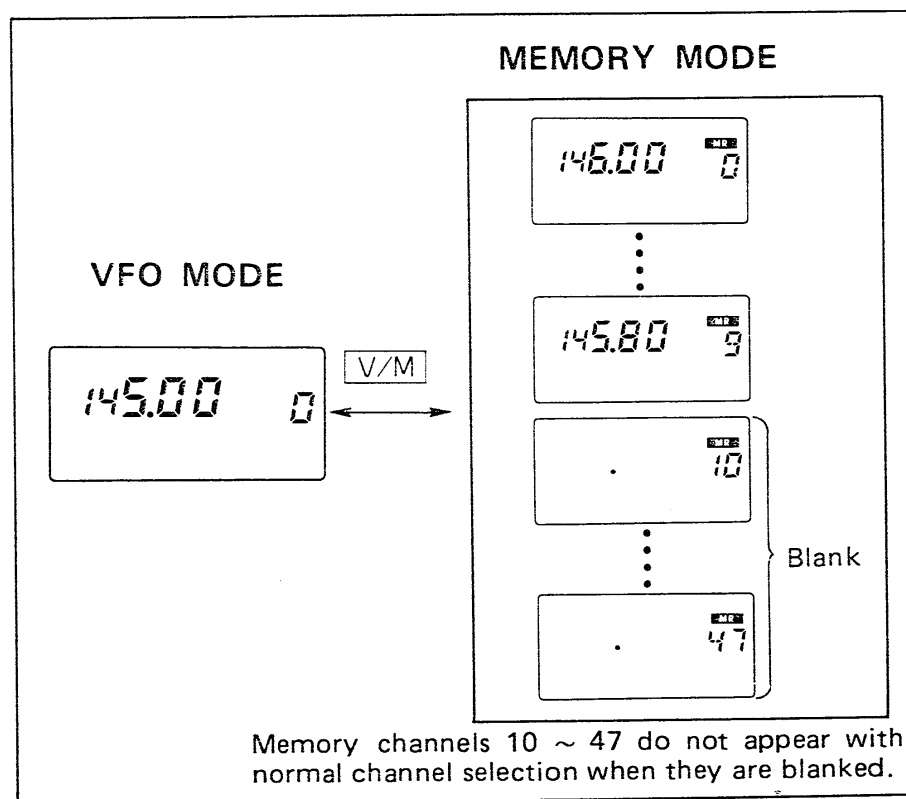 MEMORY MODE
146.00 MR 0
145.80 MR 9
VFO MODE
145.00 0
V/M
. MR 10
Blank
. MR 47
Memory channels 10 ~ 47 do not appear with
normal channel selection when they are blanked.